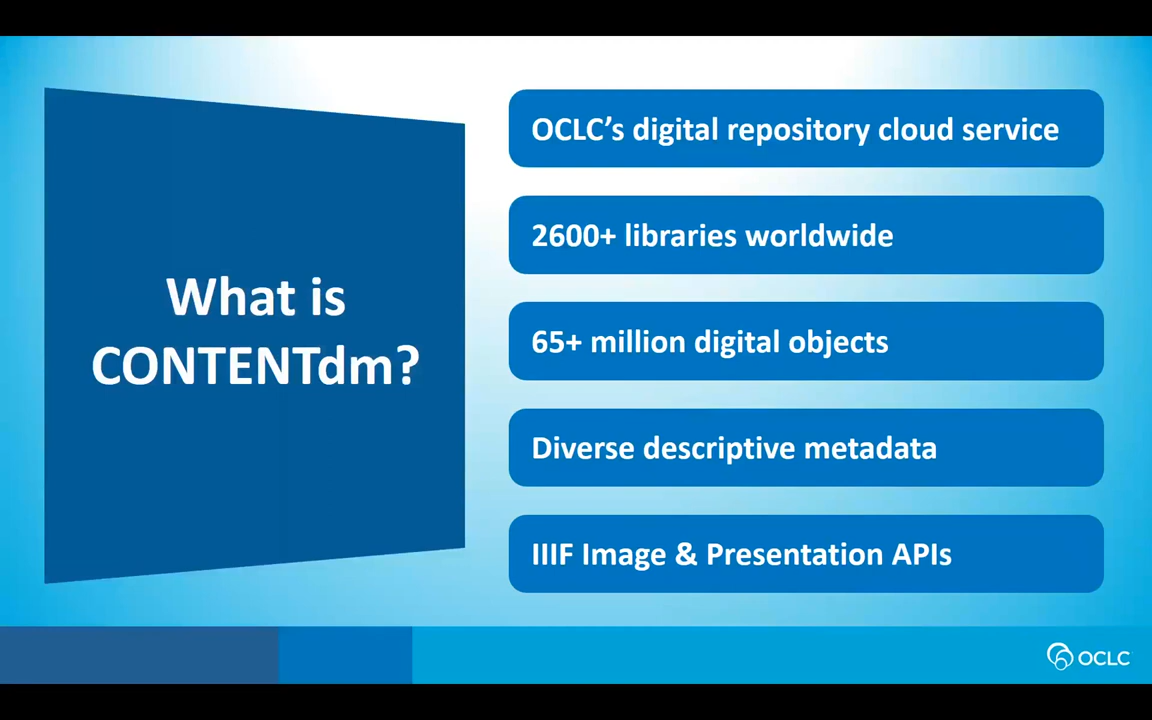 What is
CONTENTdm?
OCLC’s digital repository cloud service
2600+ libraries worldwide
65+ million digital objects
Diverse descriptive metadata
IIIF Image & Presentation APIs
OCLC